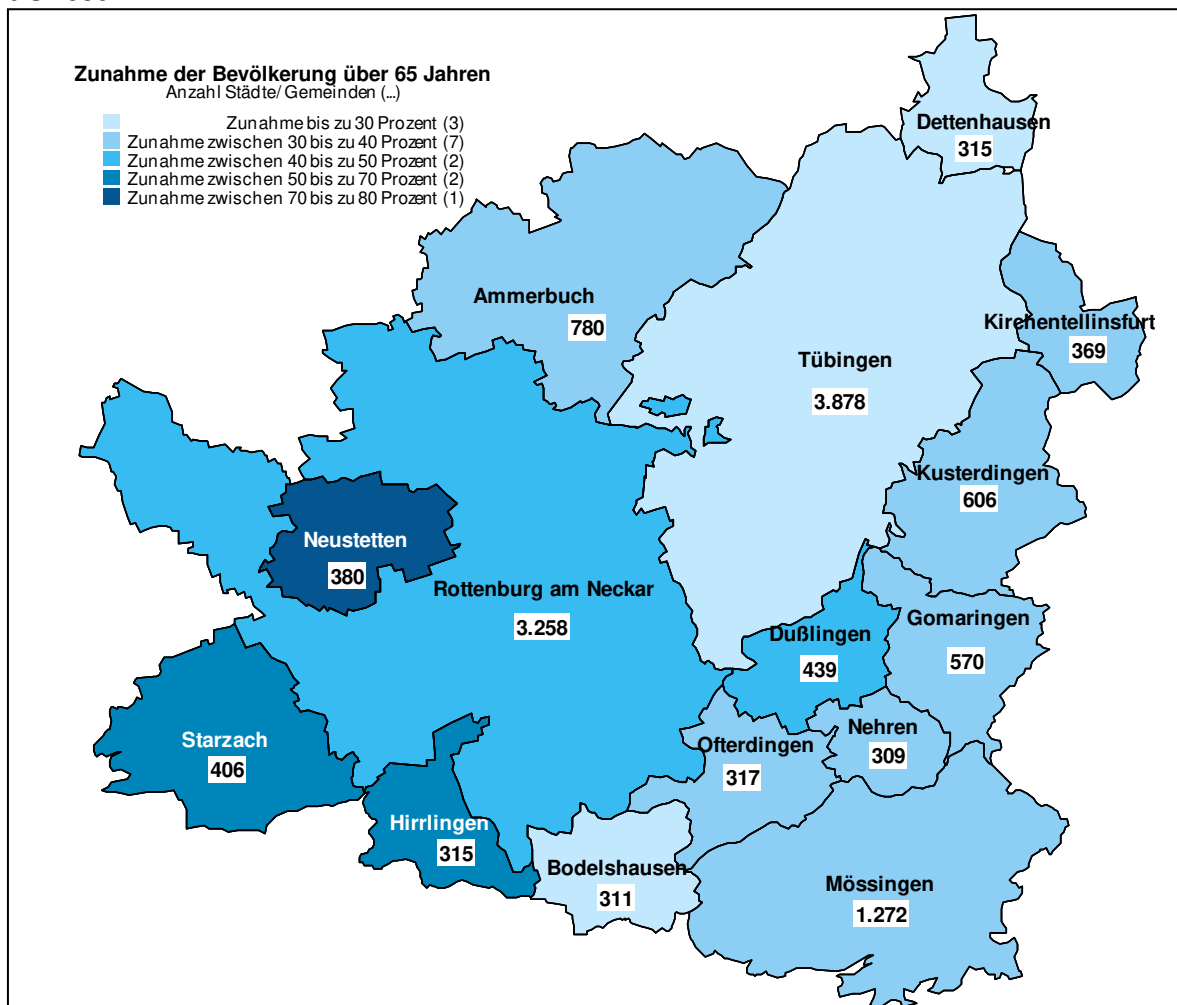 Zunahme der Bevölkerung über 65 Jahren
Anzahl Städte/ Gemeinden (...)
Zunahme bis zu 30 Prozent (3)
Zunahme zwischen 30 bis zu 40 Prozent (7)
Zunahme zwischen 40 bis zu 50 Prozent (2)
Zunahme zwischen 50 bis zu 70 Prozent (2)
Zunahme zwischen 70 bis zu 80 Prozent (1)
Dettenhausen
315
Ammerbuch
780
Kirchentellinsfurt
369
Tübingen
3.878
Kusterdingen
606
Neustetten
380
Rottenburg am Neckar
3.258
Dußlingen
439
Gomaringen
570
Starzach
406
Ofterdingen
317
Nehren
309
Hirrlingen
315
Bodelshausen
311
Mössingen
1.272